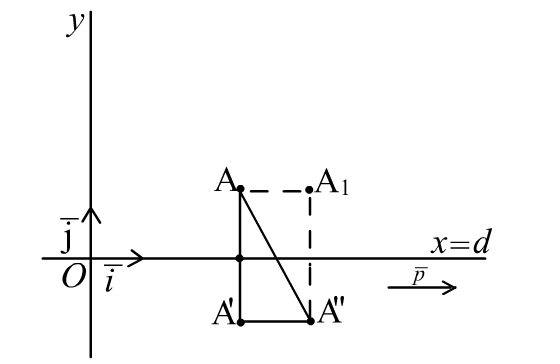 y
A A₁
j̅
x=d
O i̅
p̅
A' A"